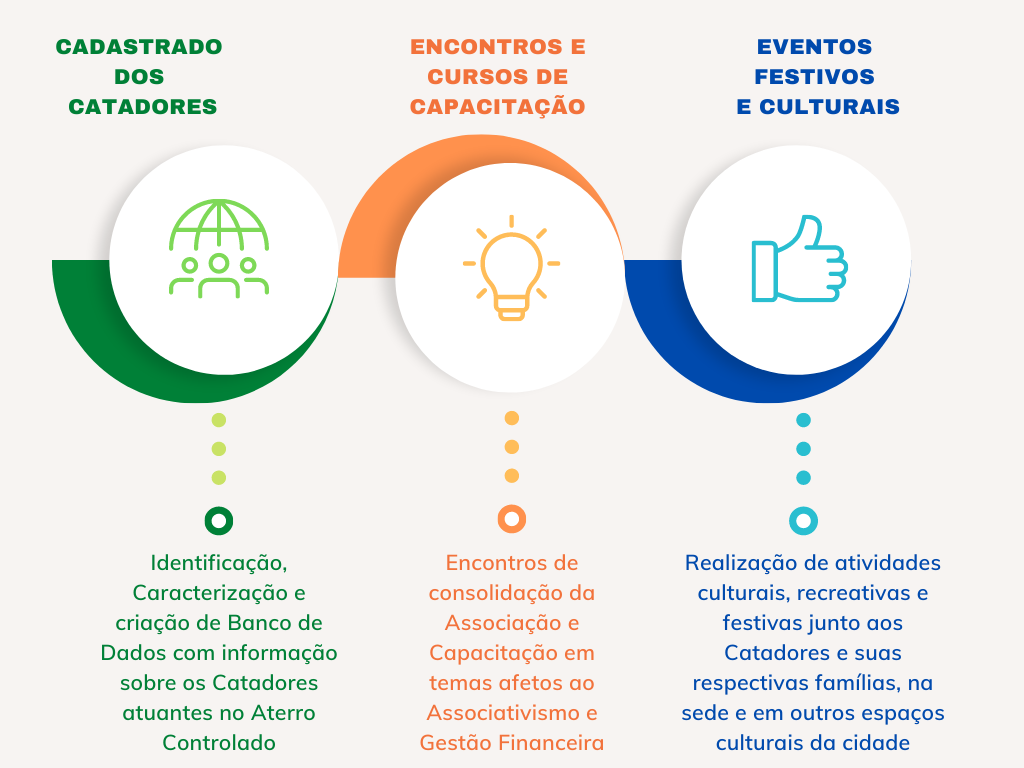 CADASTRADO
DOS
CATADORES
ENCONTROS E
CURSOS DE
CAPACITAÇÃO
EVENTOS
FESTIVOS
E CULTURAIS
Identificação,
Caracterização e
criação de Banco de
Dados com informação
sobre os Catadores
atuantes no Aterro
Controlado
Encontros de
consolidação da
Associação e
Capacitação em
temas afetos ao
Associativismo e
Gestão Financeira
Realização de atividades
culturais, recreativas e
festivas junto aos
Catadores e suas
respectivas famílias, na
sede e em outros espaços
culturais da cidade